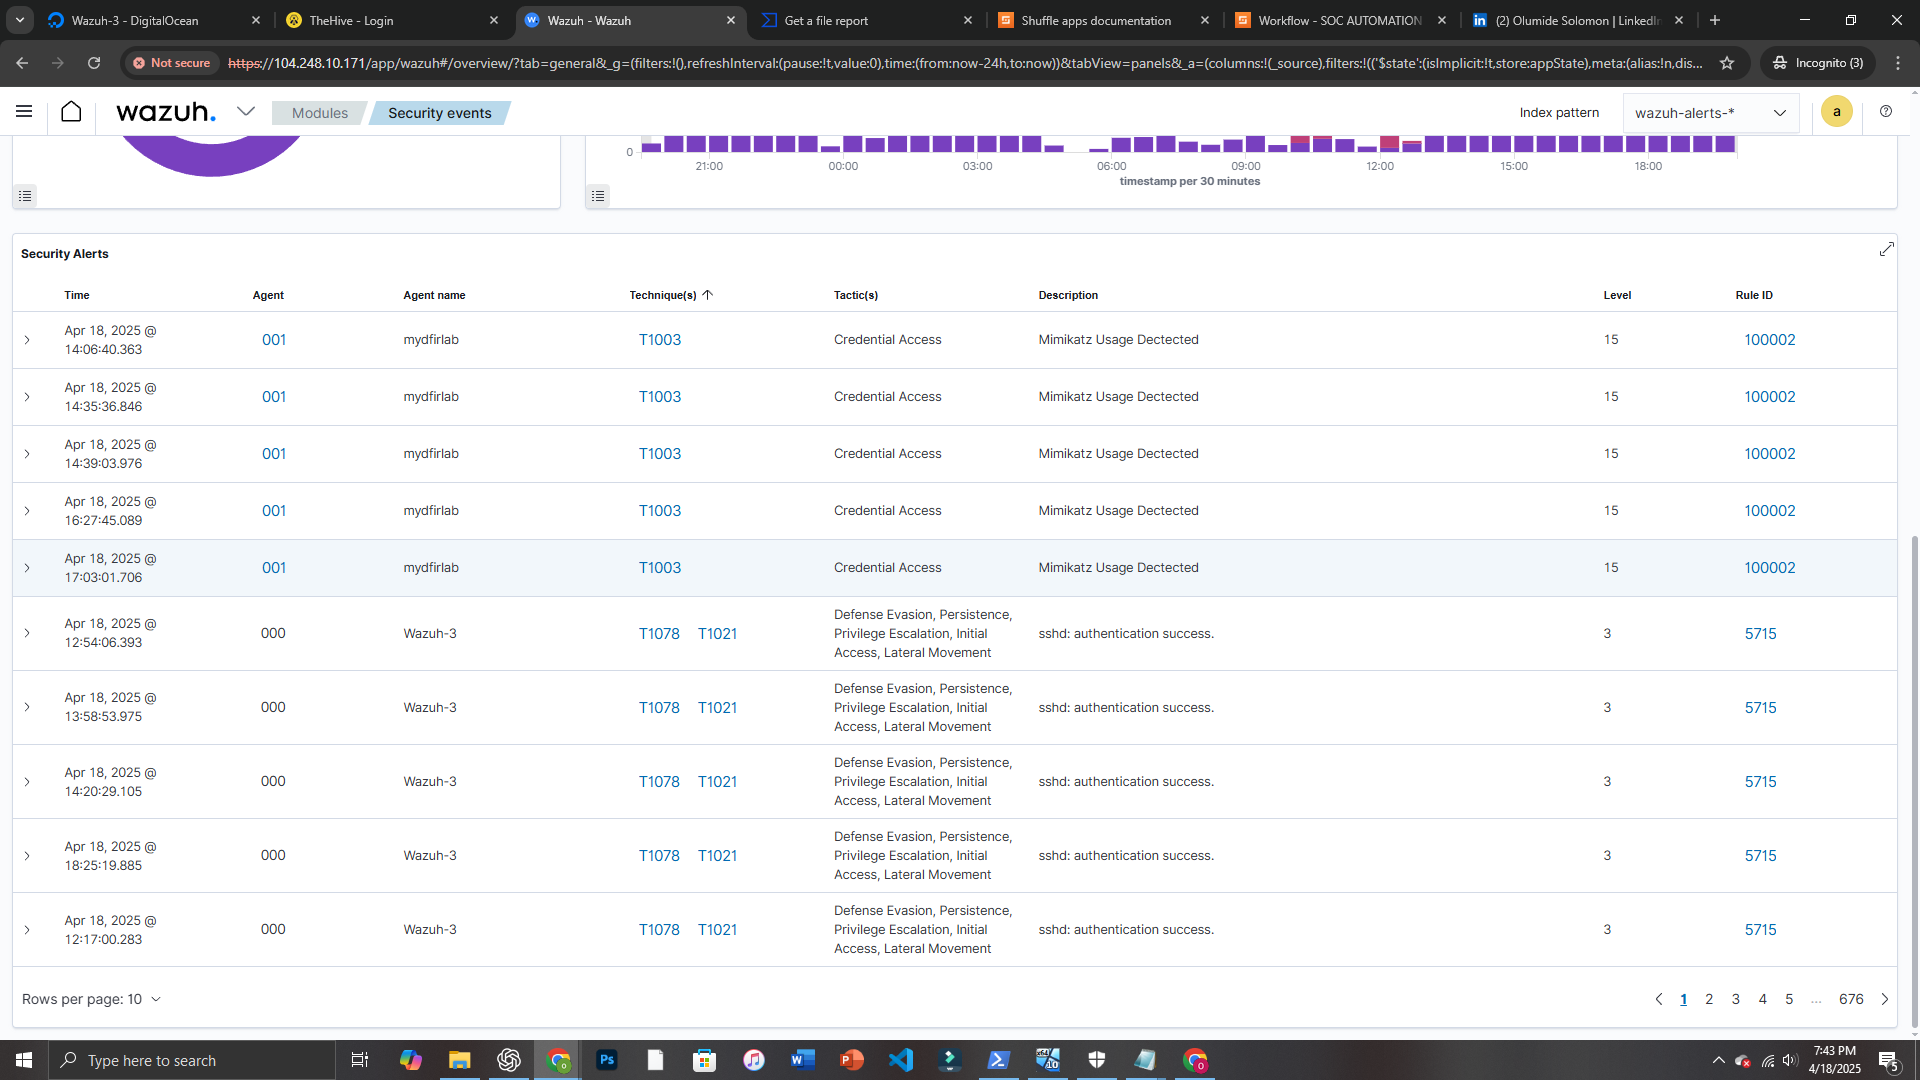 Wazuh-3 - DigitalOcean
TheHive - Login
Wazuh - Wazuh
Get a file report
Shuffle apps documentation
Workflow - SOC AUTOMATION
(2) Olumide Solomon | LinkedIn
Not secure
https://104.248.10.171/app/wazuh#/overview/?tab=general&_g=(filters:!(),refreshInterval:(pause:!t,value:0),time:(from:now-24h,to:now))&tabView=panels&_a=(columns:!(_source),filters:!(('$state':(isImplicit:!t,store:appState),meta:(alias:!n,dis...
Incognito (3)
wazuh.
Modules
Security events
Index pattern
wazuh-alerts-*
a
0
21:00 00:00 03:00 06:00 09:00 12:00 15:00 18:00
timestamp per 30 minutes
Security Alerts
Time Agent Agent name Technique(s) Tactic(s) Description Level Rule ID
Apr 18, 2025 @
14:06:40.363
001 mydfirlab T1003 Credential Access Mimikatz Usage Dectected 15 100002
Apr 18, 2025 @
14:35:36.846
001 mydfirlab T1003 Credential Access Mimikatz Usage Dectected 15 100002
Apr 18, 2025 @
14:39:03.976
001 mydfirlab T1003 Credential Access Mimikatz Usage Dectected 15 100002
Apr 18, 2025 @
16:27:45.089
001 mydfirlab T1003 Credential Access Mimikatz Usage Dectected 15 100002
Apr 18, 2025 @
17:03:01.706
001 mydfirlab T1003 Credential Access Mimikatz Usage Dectected 15 100002
Apr 18, 2025 @
12:54:06.393
000 Wazuh-3 T1078 T1021
Defense Evasion, Persistence,
Privilege Escalation, Initial
Access, Lateral Movement
sshd: authentication success. 3 5715
Apr 18, 2025 @
13:58:53.975
000 Wazuh-3 T1078 T1021
Defense Evasion, Persistence,
Privilege Escalation, Initial
Access, Lateral Movement
sshd: authentication success. 3 5715
Apr 18, 2025 @
14:20:29.105
000 Wazuh-3 T1078 T1021
Defense Evasion, Persistence,
Privilege Escalation, Initial
Access, Lateral Movement
sshd: authentication success. 3 5715
Apr 18, 2025 @
18:25:19.885
000 Wazuh-3 T1078 T1021
Defense Evasion, Persistence,
Privilege Escalation, Initial
Access, Lateral Movement
sshd: authentication success. 3 5715
Apr 18, 2025 @
12:17:00.283
000 Wazuh-3 T1078 T1021
Defense Evasion, Persistence,
Privilege Escalation, Initial
Access, Lateral Movement
sshd: authentication success. 3 5715
Rows per page: 10
1 2 3 4 5 ... 676
Type here to search
Ps
7:43 PM
4/18/2025
5